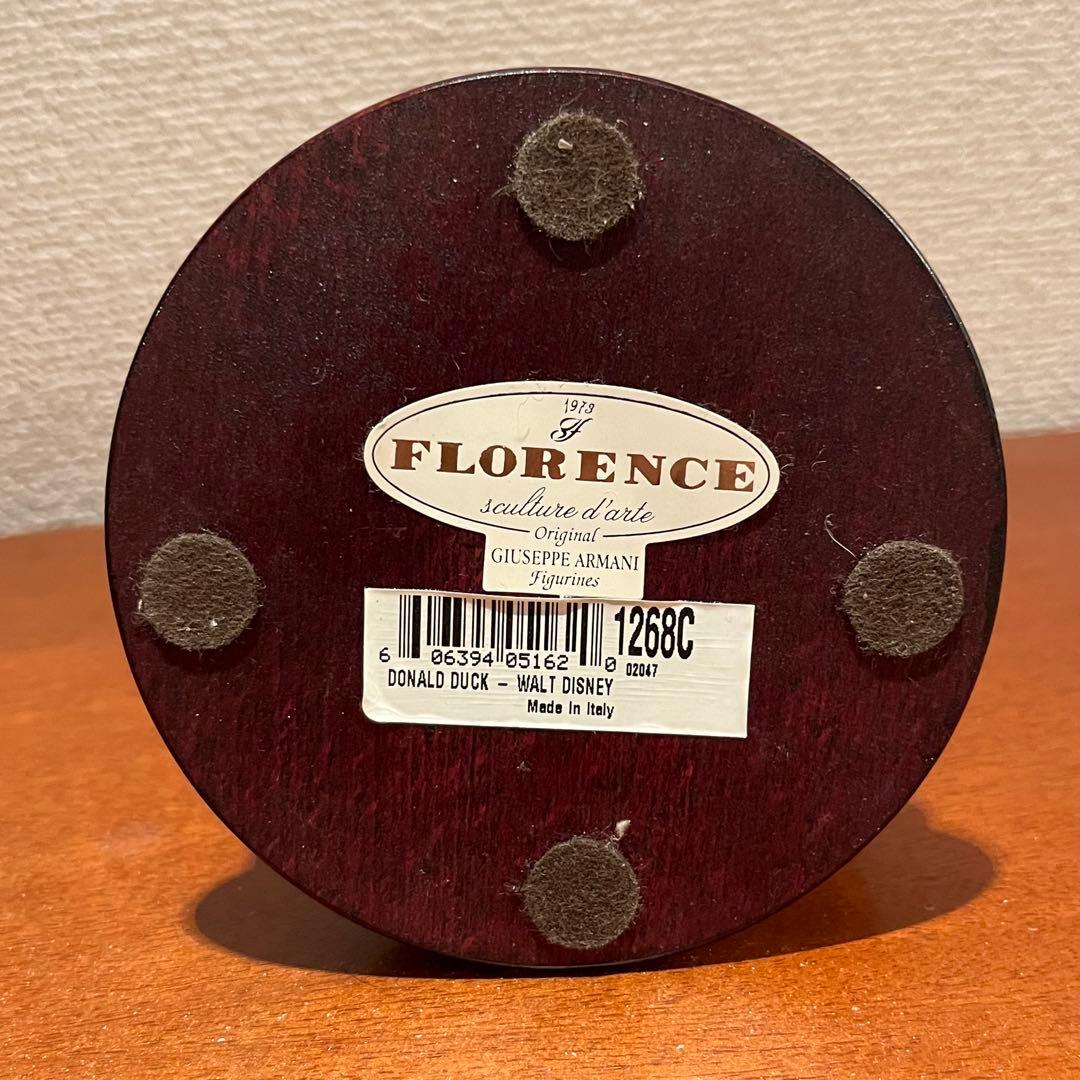 1973
FLORENCE
sculture d'arte
Original
GIUSEPPE ARMANI
Figurines
1268C
6 06394 05162 0 02047
DONALD DUCK - WALT DISNEY
Made In Italy